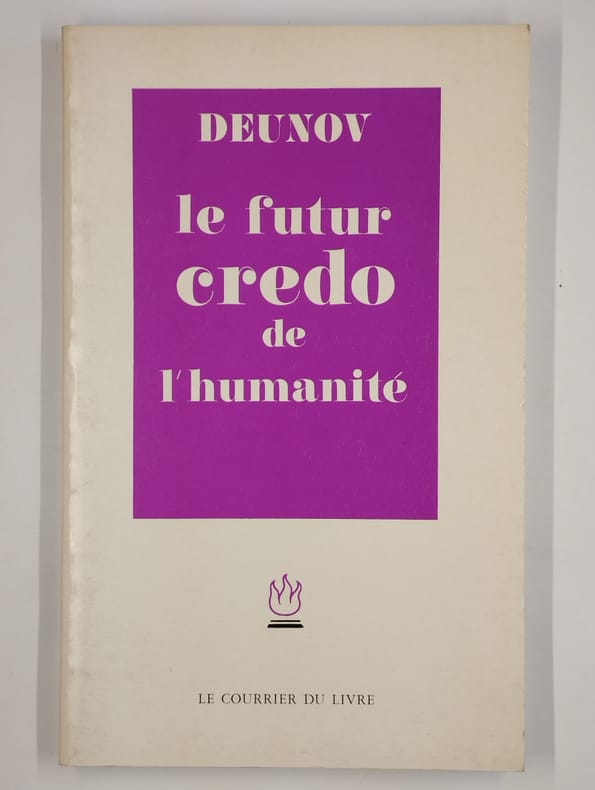 DEUNOV
le futur
credo
de
l'humanité
LE COURRIER DU LIVRE